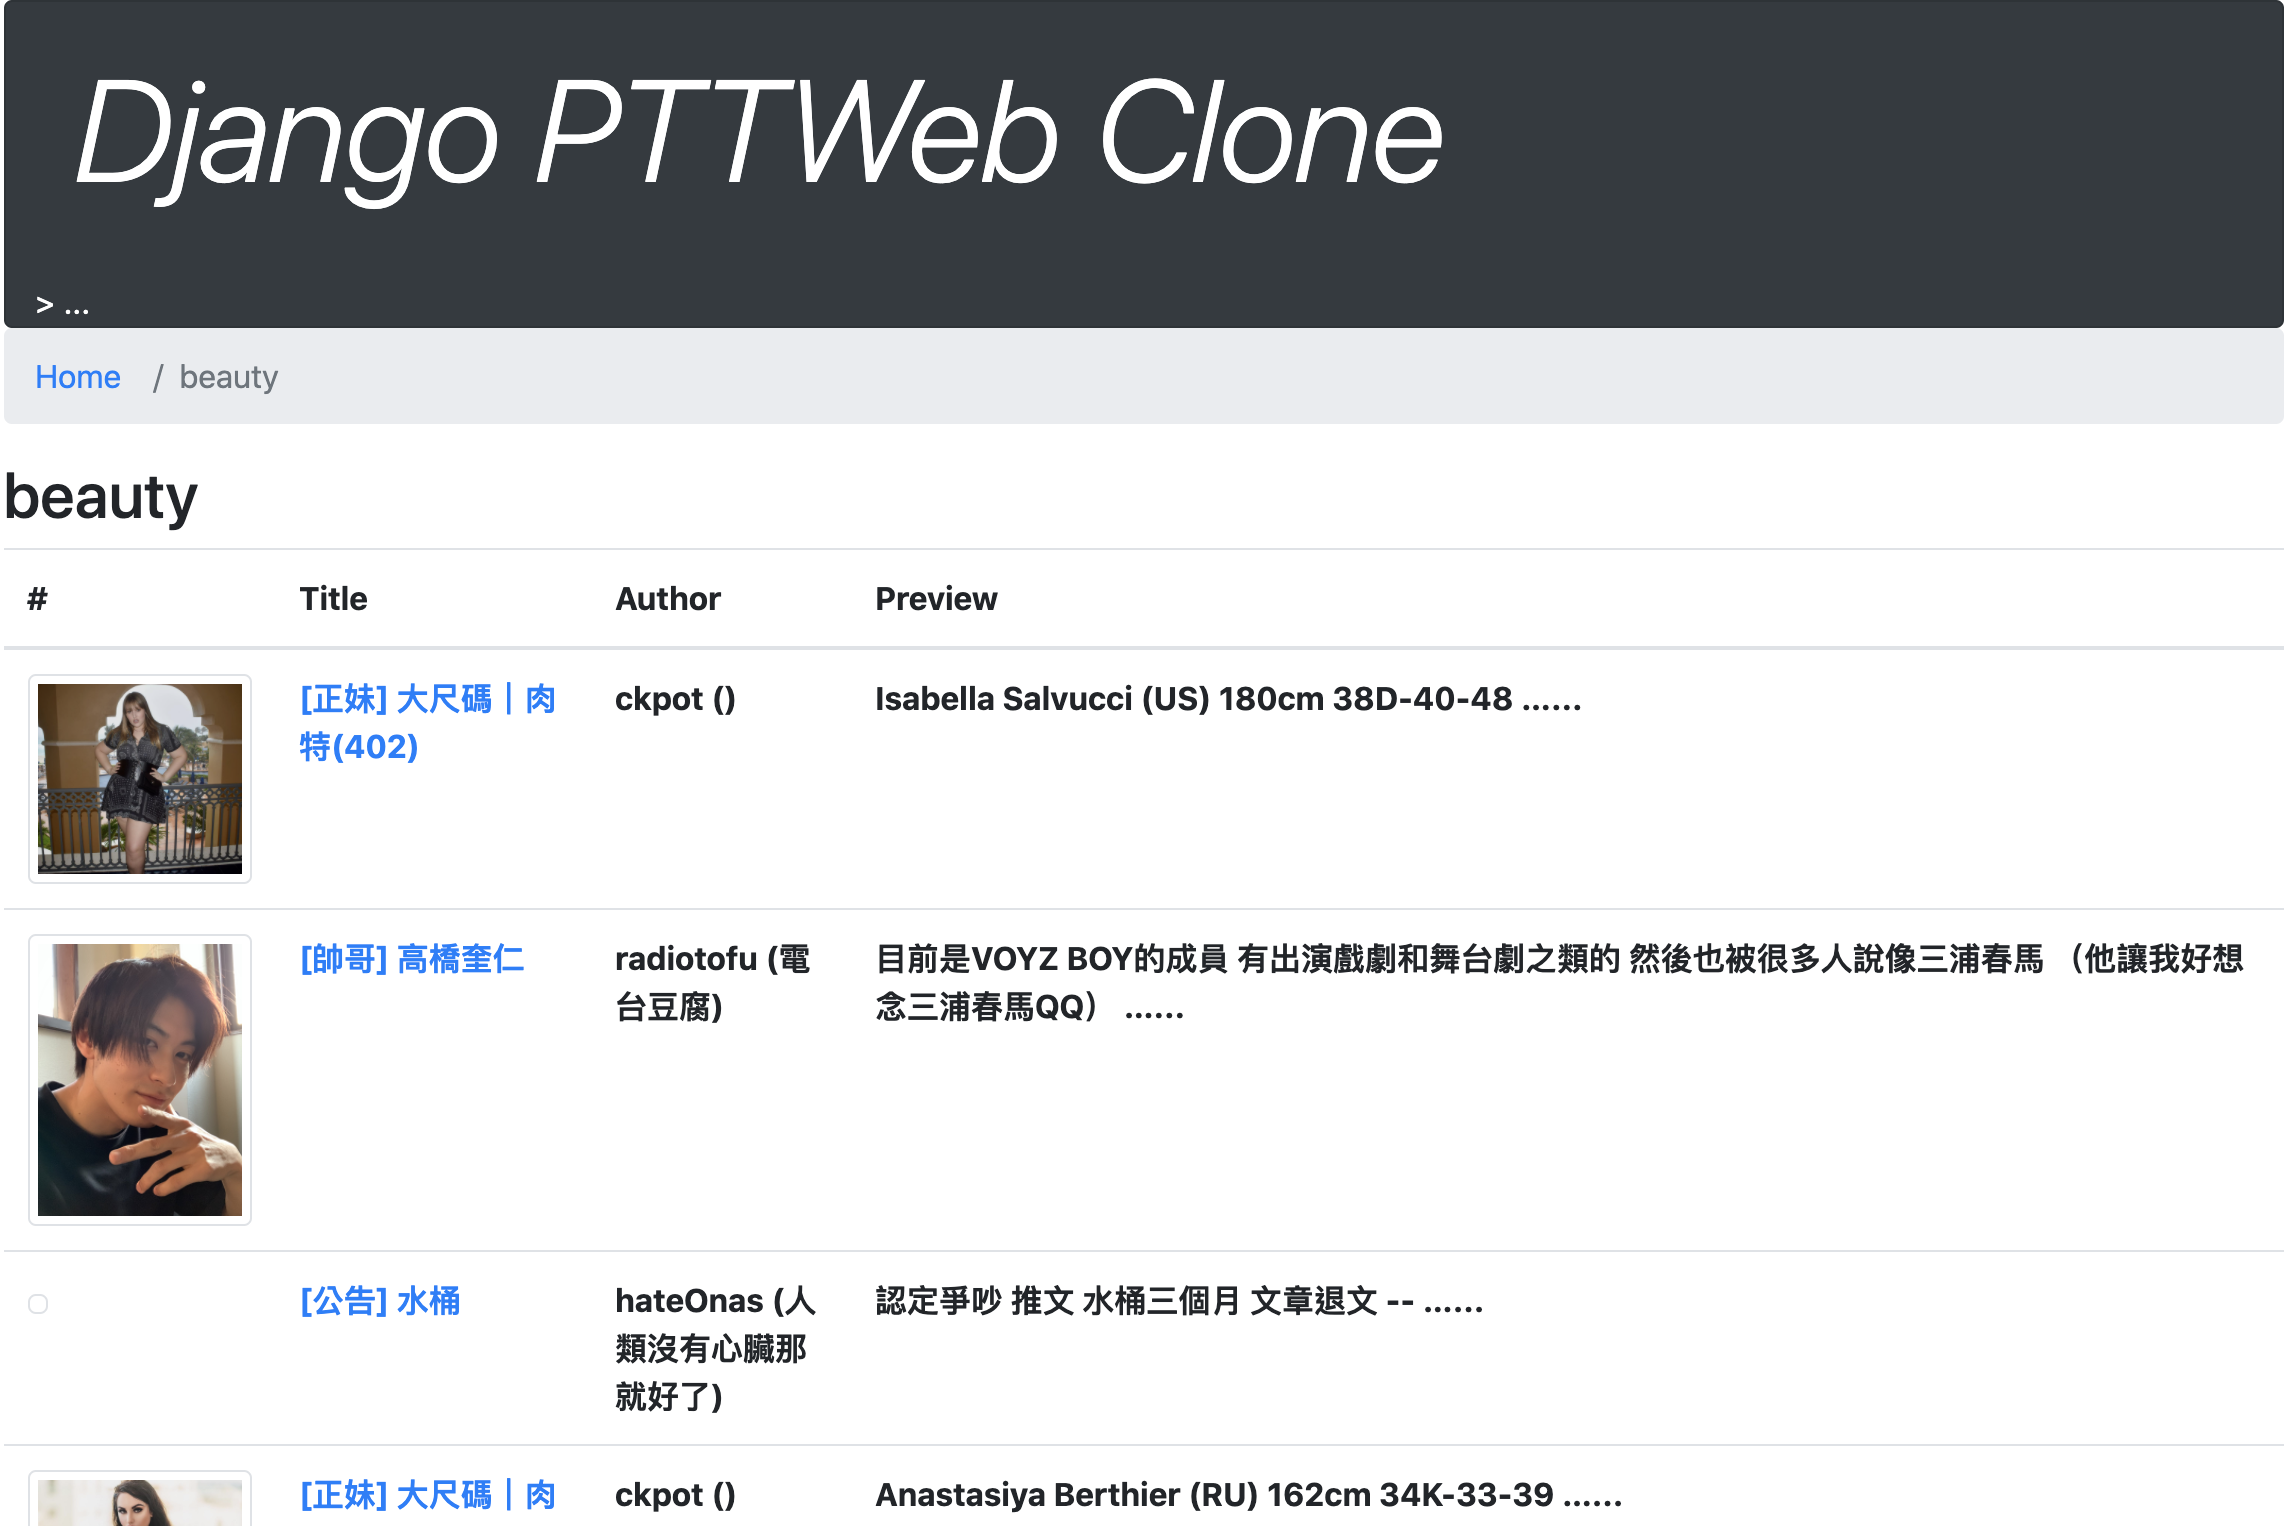 Django PTTWeb Clone
> ...
Home / beauty
beauty
# Title Author Preview
[正妹] 大尺碼｜肉
特(402)
ckpot ()
Isabella Salvucci (US) 180cm 38D-40-48 ......
[帥哥] 高橋奎仁
radiotofu (電
台豆腐)
目前是VOYZ BOY的成員 有出演戲劇和舞台劇之類的 然後也被很多人說像三浦春馬 （他讓我好想
念三浦春馬QQ） ......
[公告] 水桶
hateOnas (人
類沒有心臟那
就好了)
認定爭吵 推文 水桶三個月 文章退文 -- ......
[正妹] 大尺碼｜肉
ckpot ()
Anastasiya Berthier (RU) 162cm 34K-33-39 ......